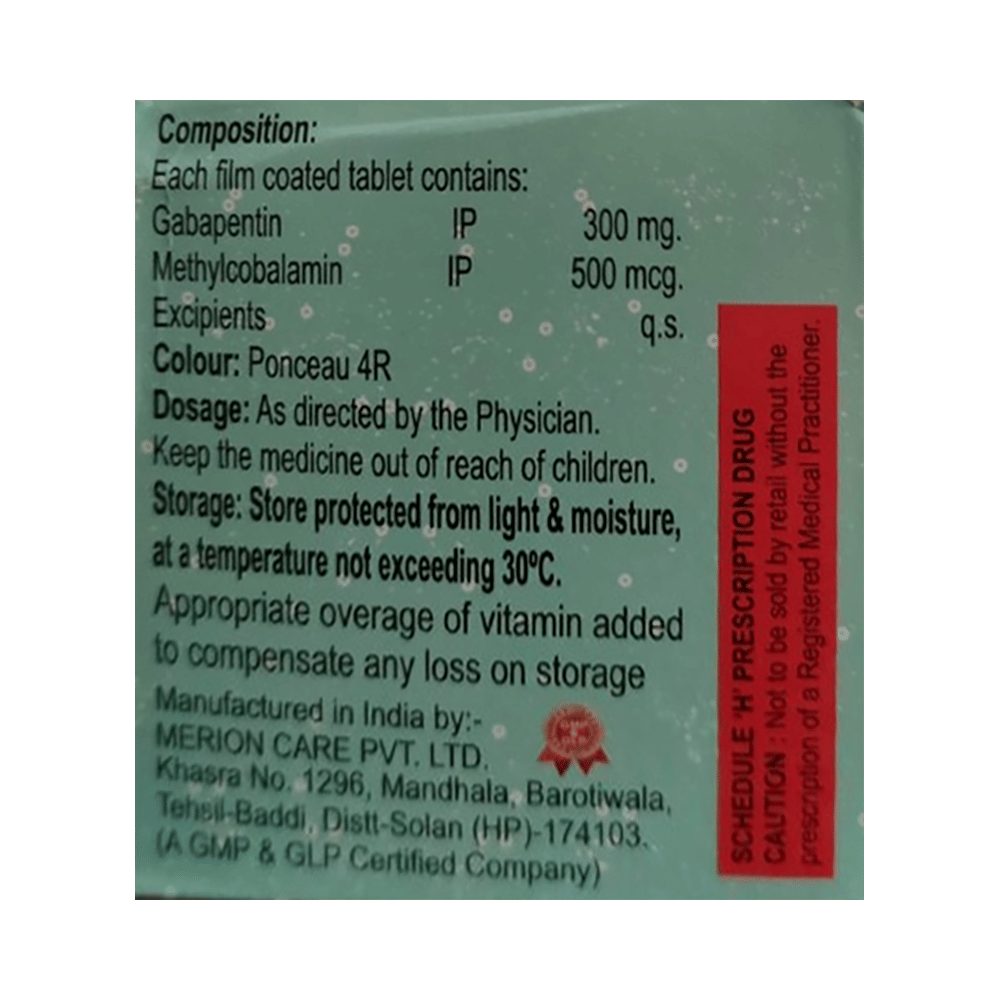 Composition:
Each film coated tablet contains:
Gabapentin IP 300 mg.
Methylcobalamin IP 500 mcg.
Excipients q.s.
Colour: Ponceau 4R
Dosage: As directed by the Physician.
Keep the medicine out of reach of children.
Storage: Store protected from light & moisture,
at a temperature not exceeding 30ºC.
Appropriate overage of vitamin added
to compensate any loss on storage
Manufactured in India by:-
MERION CARE PVT. LTD.
Khasra No. 1296, Mandhala, Barotiwala,
Tehsil-Baddi, Distt-Solan (HP)-174103.
(A GMP & GLP Certified Company)
SCHEDULE 'H' PRESCRIPTION DRUG
CAUTION : Not to be sold by retail without the
prescription of a Registered Medical Practitioner.